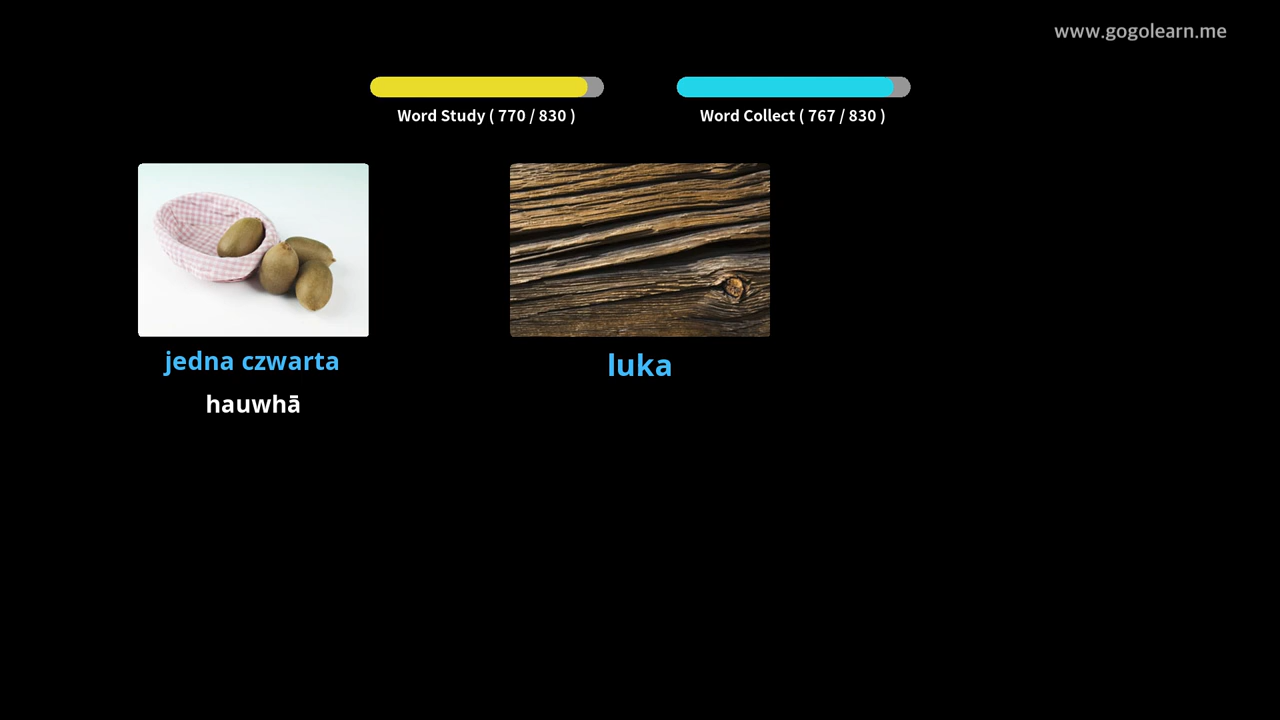 www.gogolearn.me
Word Study ( 770 / 830 )
Word Collect ( 767 / 830 )
jedna czwarta
hauwhā
luka